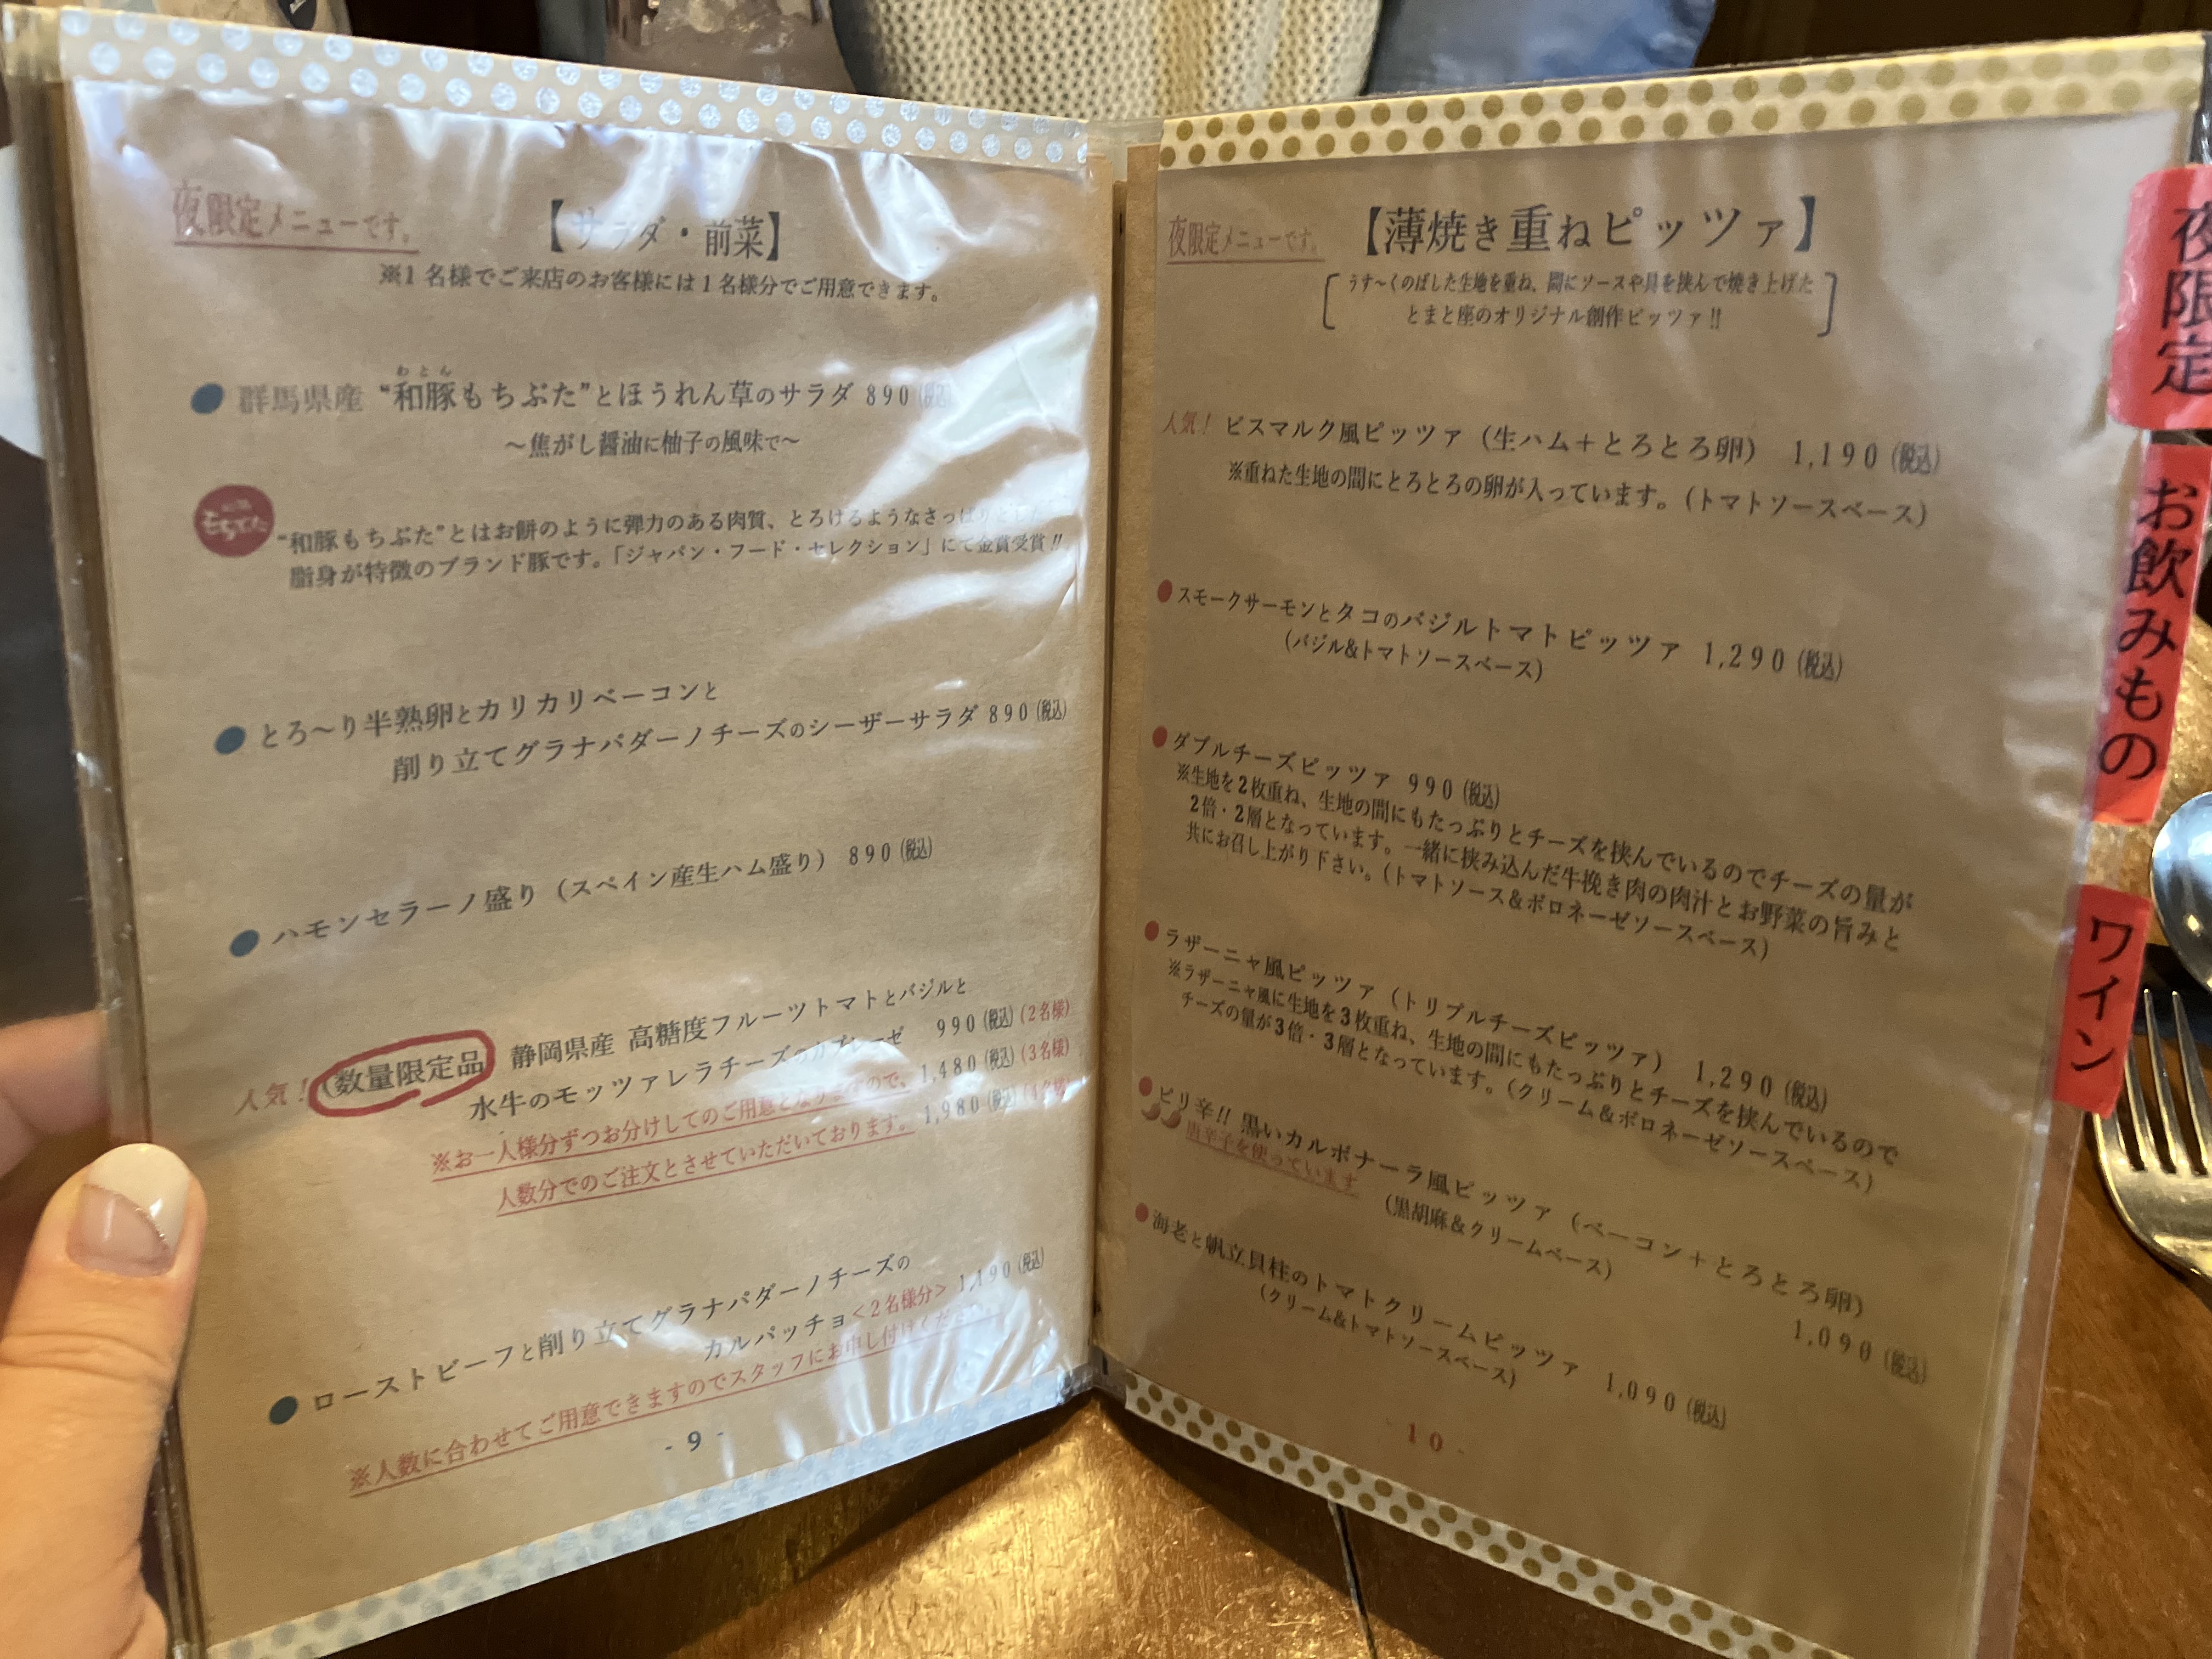 夜限定メニューです。
【サラダ・前菜】
※1名様でご来店のお客様には1名様分でご用意できます。
わとん
群馬県産 “和豚もちぶた”とほうれん草のサラダ 890(税込)
～焦がし醤油に柚子の風味で～
もちぶた
“和豚もちぶた”とはお餅のように弾力のある肉質、とろけるようなさっぱりとした
脂身が特徴のブランド豚です。「ジャパン・フード・セレクション」にて金賞受賞!!
とろ～り半熟卵とカリカリベーコンと
削り立てグラナパダーノチーズのシーザーサラダ 890(税込)
ハモンセラーノ盛り(スペイン産生ハム盛り) 890(税込)
人気! 数量限定品 静岡県産 高糖度フルーツトマトとバジルと
水牛のモッツァレラチーズのカプレーゼ 990(税込)(2名様)
※お一人様分ずつお分けしてのご用意となりますので、 1,480(税込)(3名様)
人数分でのご注文とさせていただいております。 1,980(税込)(4名様)
ローストビーフと削り立てグラナパダーノチーズの
カルパッチョ<2名様分> 1,190(税込)
※人数に合わせてご用意できますのでスタッフにお申し付けください。
- 9 -
夜限定メニューです。
【薄焼き重ねピッツァ】
うす～くのばした生地を重ね、間にソースや具を挟んで焼き上げた
とまと座のオリジナル創作ピッツァ!!
人気! ビスマルク風ピッツァ(生ハム+とろとろ卵) 1,190(税込)
※重ねた生地の間にとろとろの卵が入っています。(トマトソースベース)
スモークサーモンとタコのバジルトマトピッツァ 1,290(税込)
(バジル&トマトソースベース)
ダブルチーズピッツァ 990(税込)
※生地を2枚重ね、生地の間にもたっぷりとチーズを挟んでいるのでチーズの量が
2倍・2層となっています。一緒に挟み込んだ牛挽き肉の肉汁とお野菜の旨みと
共にお召し上がり下さい。(トマトソース&ボロネーゼソースベース)
ラザーニャ風ピッツァ(トリプルチーズピッツァ) 1,290(税込)
※ラザーニャ風に生地を3枚重ね、生地の間にもたっぷりとチーズを挟んでいるので
チーズの量が3倍・3層となっています。(クリーム&ボロネーゼソースベース)
ピリ辛!! 黒いカルボナーラ風ピッツァ(ベーコン+とろとろ卵)
唐辛子を使っています (黒胡麻&クリームベース) 1,090(税込)
海老と帆立貝柱のトマトクリームピッツァ 1,090(税込)
(クリーム&トマトソースベース)
- 10 -
夜限定
お飲みもの
ワイン